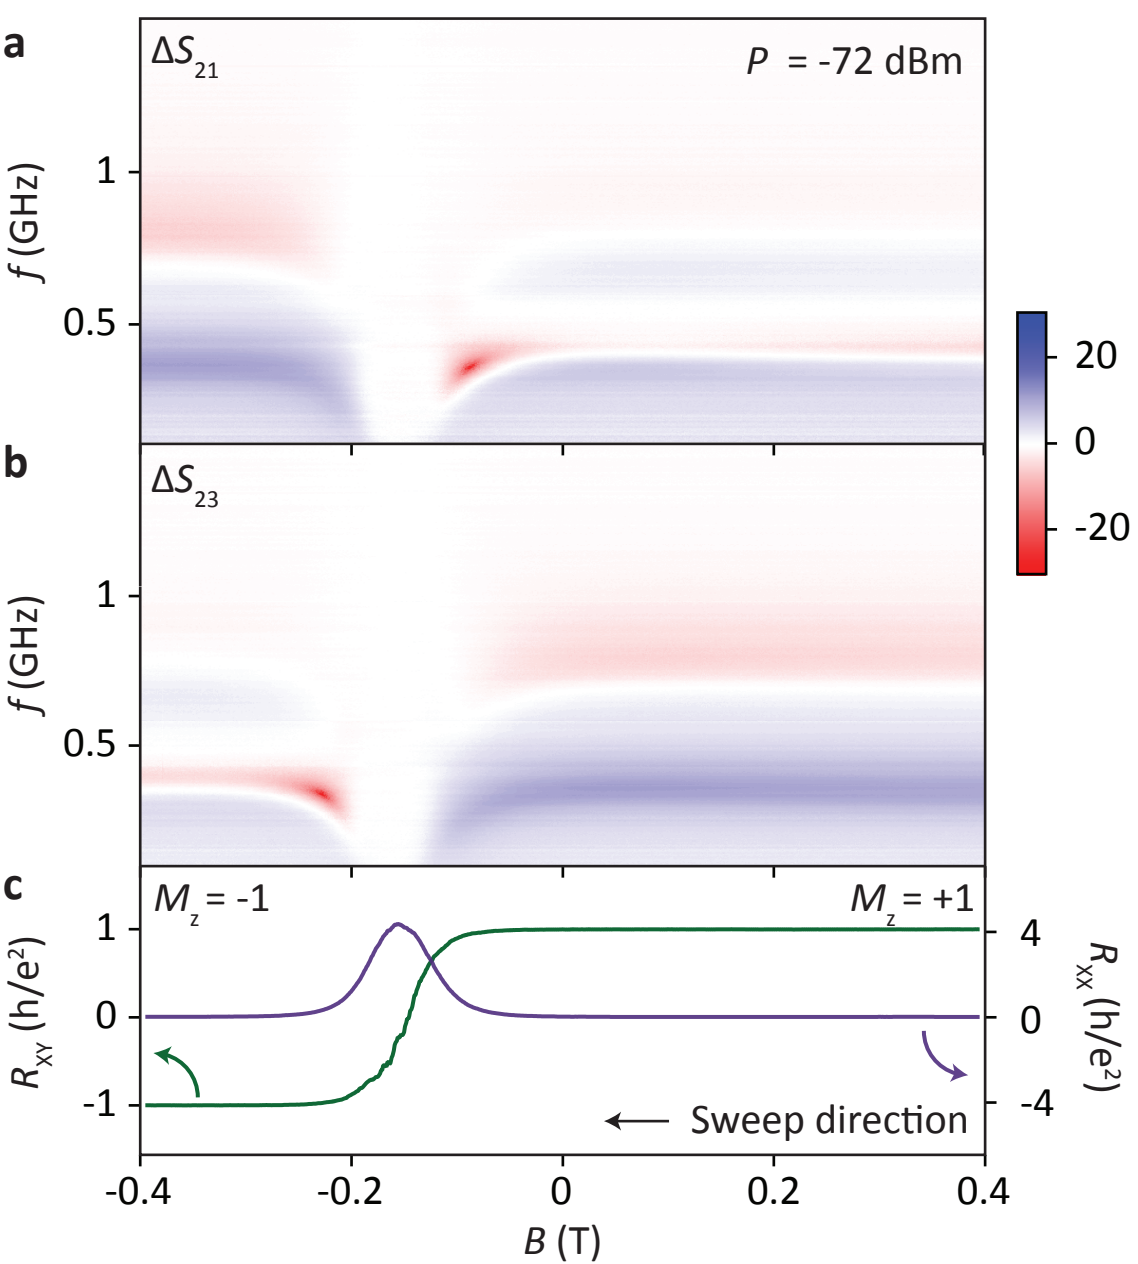 a
ΔS21
P = -72 dBm
1
f (GHz)
0.5
20
0
-20
b
ΔS23
1
f (GHz)
0.5
c
Mz = -1
Mz = +1
1
0
-1
RXY (h/e²)
4
0
-4
RXX (h/e²)
Sweep direction
-0.4
-0.2
0
0.2
0.4
B (T)